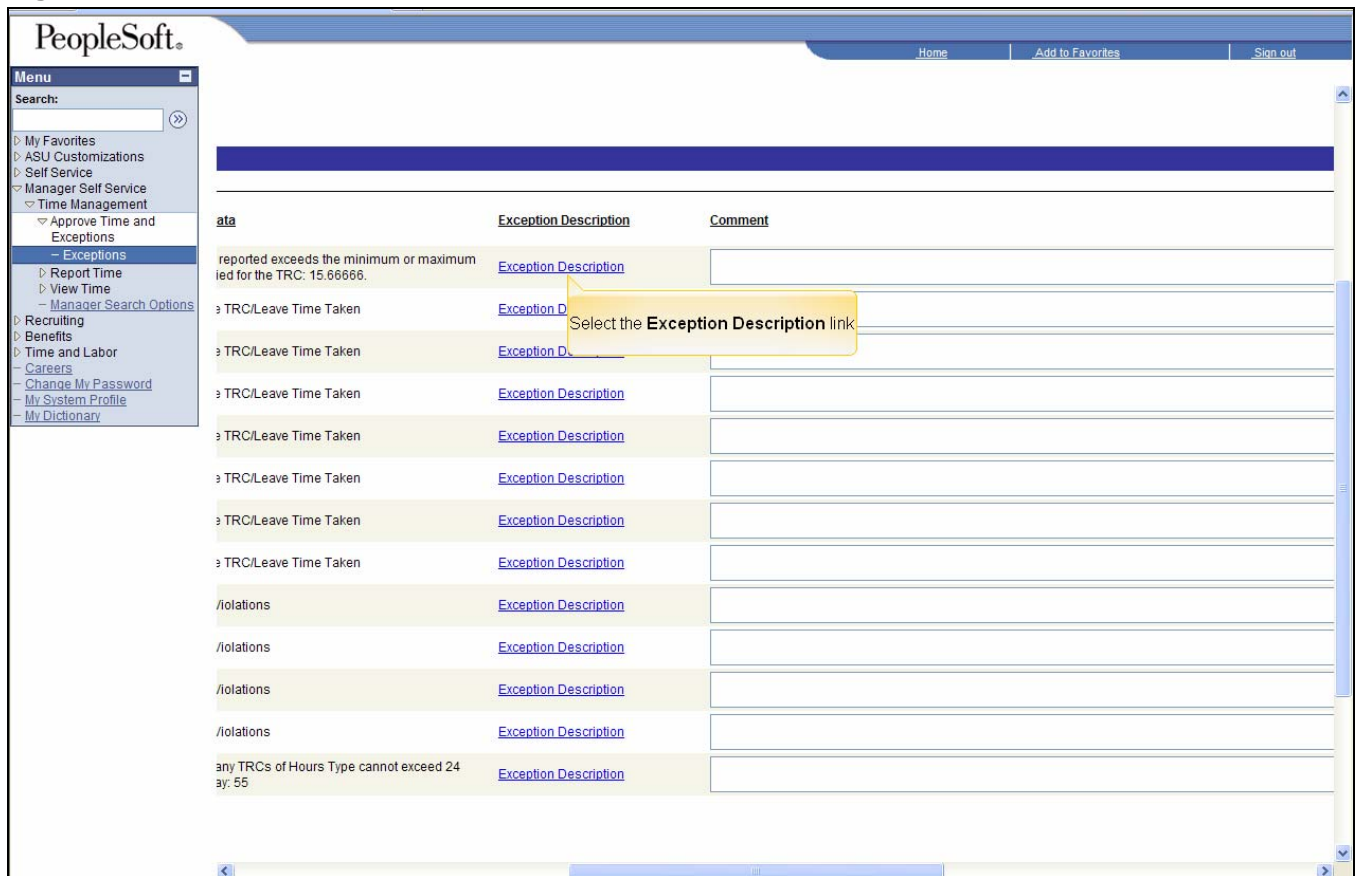 PeopleSoft®
Home Add to Favorites Sign out
Menu
Search:
My Favorites
ASU Customizations
Self Service
Manager Self Service
Time Management
Approve Time and
Exceptions
– Exceptions
Report Time
View Time
– Manager Search Options
Recruiting
Benefits
Time and Labor
– Careers
– Change My Password
– My System Profile
– My Dictionary
ata Exception Description Comment
reported exceeds the minimum or maximum
ied for the TRC: 15.66666. Exception Description
e TRC/Leave Time Taken Exception D
Select the Exception Description link
e TRC/Leave Time Taken Exception D
e TRC/Leave Time Taken Exception Description
e TRC/Leave Time Taken Exception Description
e TRC/Leave Time Taken Exception Description
e TRC/Leave Time Taken Exception Description
e TRC/Leave Time Taken Exception Description
Violations Exception Description
Violations Exception Description
Violations Exception Description
Violations Exception Description
any TRCs of Hours Type cannot exceed 24
ay: 55 Exception Description